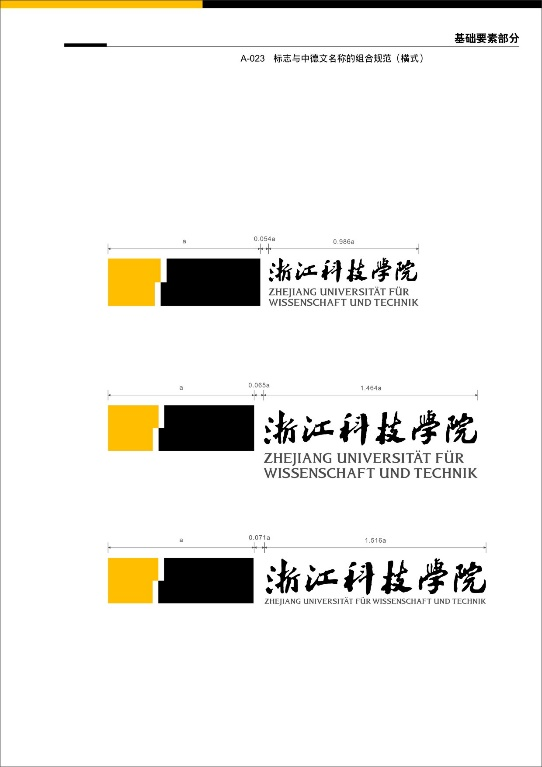 基础要素部分
A-023 标志与中德文名称的组合规范（横式）
a 0.054a 0.986a
浙江科技學院
ZHEJIANG UNIVERSITÄT FÜR
WISSENSCHAFT UND TECHNIK
a 0.065a 1.464a
浙江科技學院
ZHEJIANG UNIVERSITÄT FÜR
WISSENSCHAFT UND TECHNIK
a 0.071a 1.516a
浙江科技學院
ZHEJIANG UNIVERSITÄT FÜR WISSENSCHAFT UND TECHNIK